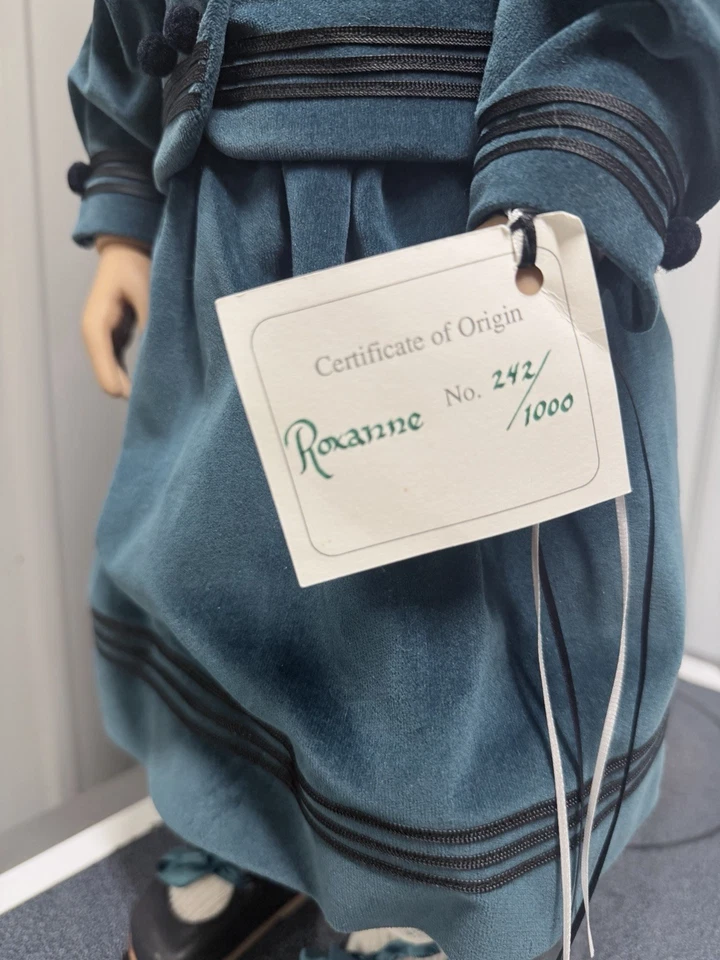 Certificate of Origin
Roxanne No. 242/1000